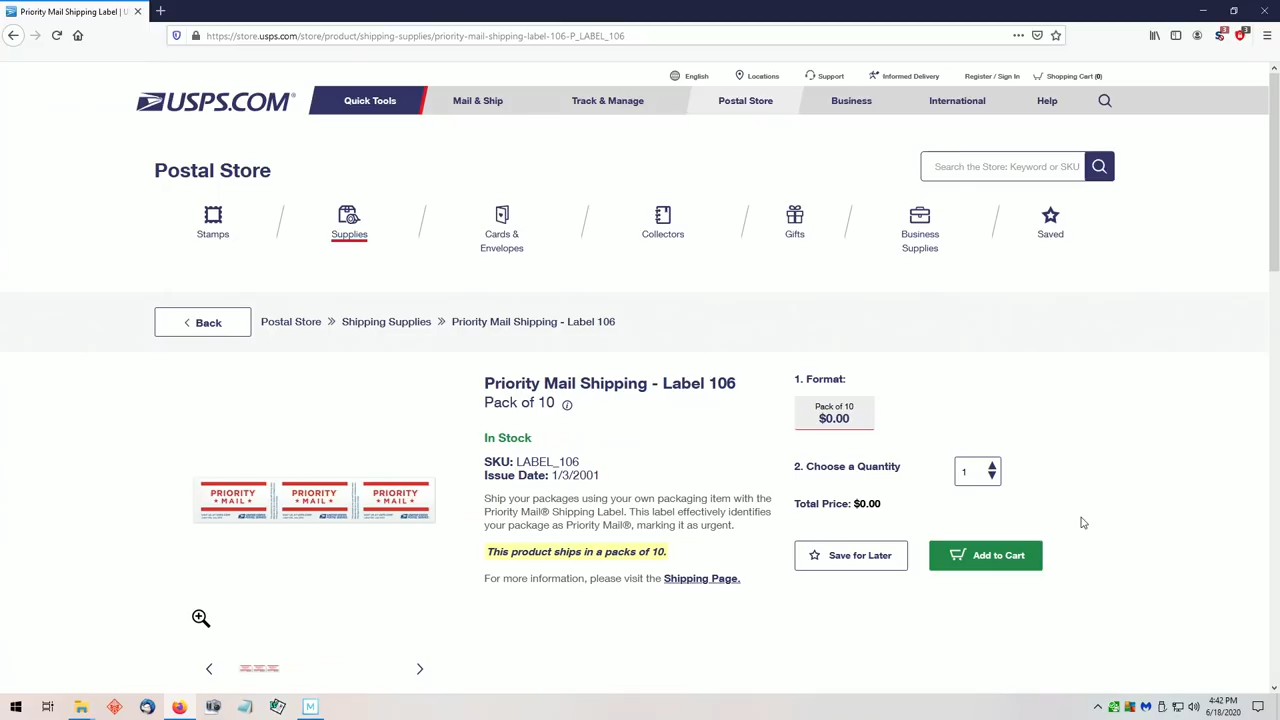 Priority Mail Shipping Label | U
https://store.usps.com/store/product/shipping-supplies/priority-mail-shipping-label-106-P_LABEL_106
English
Locations
Support
Informed Delivery
Register / Sign In
Shopping Cart (0)
USPS.COM®
Quick Tools
Mail & Ship
Track & Manage
Postal Store
Business
International
Help
Postal Store
Search the Store: Keyword or SKU
Stamps
Supplies
Cards &
Envelopes
Collectors
Gifts
Business
Supplies
Saved
Back
Postal Store
Shipping Supplies
Priority Mail Shipping - Label 106
PRIORITY
MAIL
PRIORITY
MAIL
PRIORITY
MAIL
Priority Mail Shipping - Label 106
Pack of 10
In Stock
SKU: LABEL_106
Issue Date: 1/3/2001
Ship your packages using your own packaging item with the
Priority Mail® Shipping Label. This label effectively identifies
your package as Priority Mail®, marking it as urgent.
This product ships in a packs of 10.
For more information, please visit the Shipping Page.
1. Format:
Pack of 10
$0.00
2. Choose a Quantity
1
Total Price: $0.00
Save for Later
Add to Cart
4:42 PM
6/18/2020